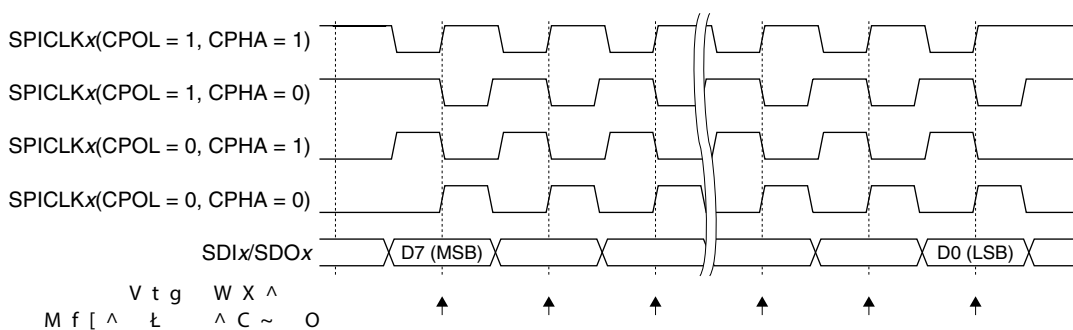 SPICLKx(CPOL = 1, CPHA = 1)
SPICLKx(CPOL = 1, CPHA = 0)
SPICLKx(CPOL = 0, CPHA = 1)
SPICLKx(CPOL = 0, CPHA = 0)
SDIx/SDOx D7 (MSB) D0 (LSB)
V t g W X ^
M f [ ^ Ł ^ C ~ O